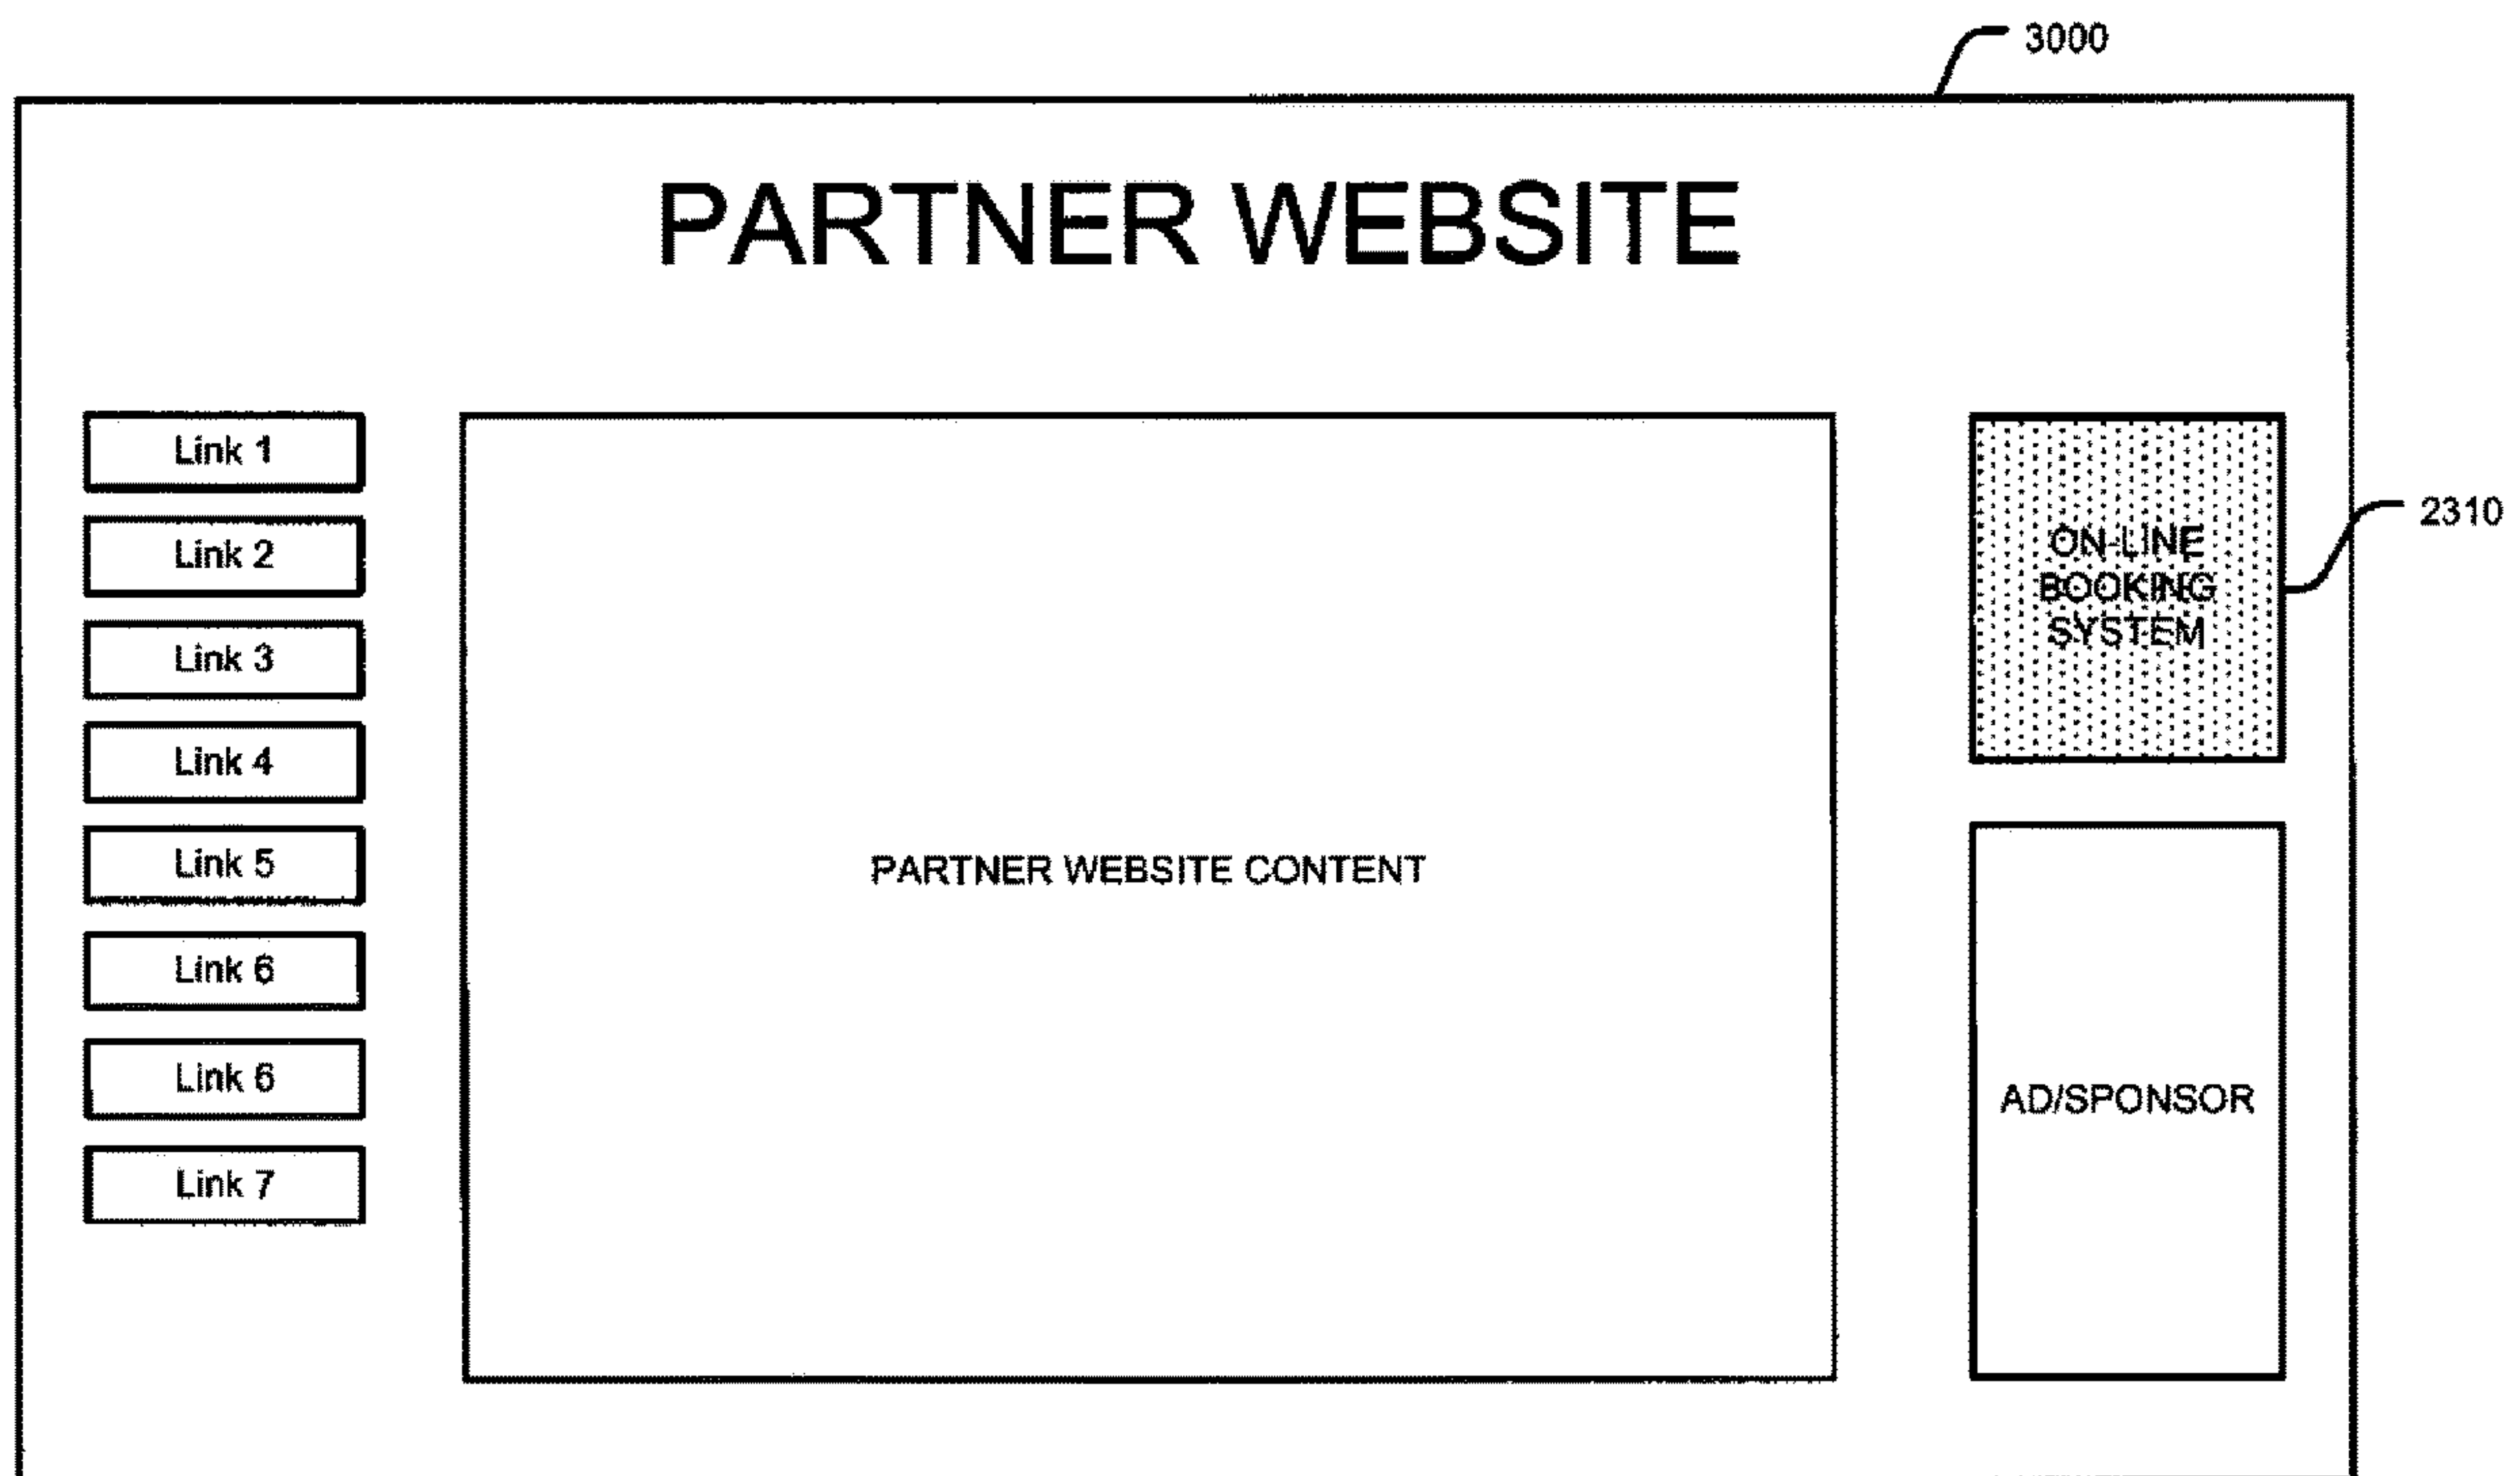 3000
PARTNER WEBSITE
Link 1
Link 2
Link 3
Link 4
Link 5
Link 6
Link 6
Link 7
PARTNER WEBSITE CONTENT
ON-LINE
BOOKING
SYSTEM
2310
AD/SPONSOR